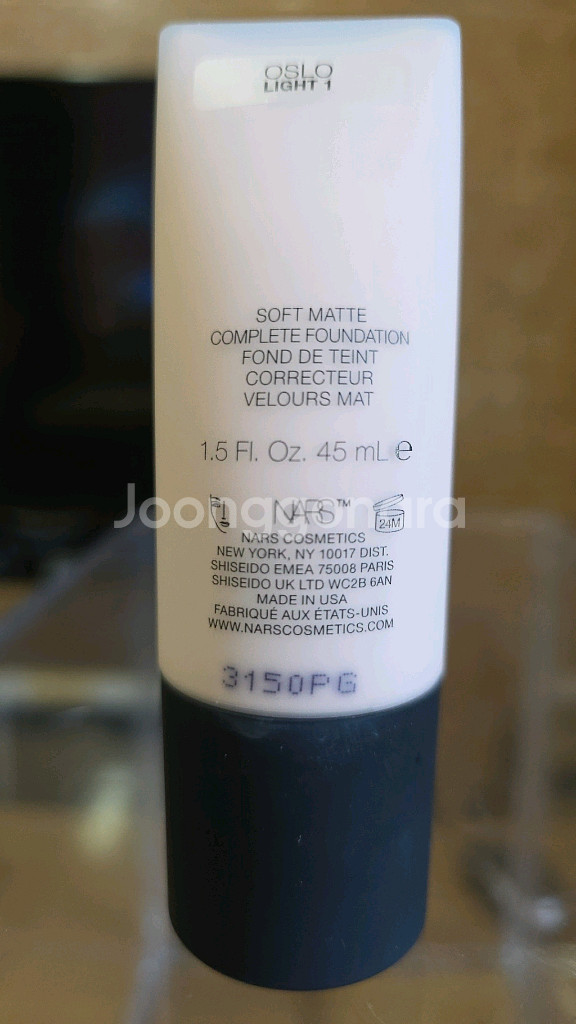 OSLO
LIGHT 1
SOFT MATTE
COMPLETE FOUNDATION
FOND DE TEINT
CORRECTEUR
VELOURS MAT
1.5 Fl. Oz. 45 mL e
NARS™
24M
Joonggonara
NARS COSMETICS
NEW YORK, NY 10017 DIST.
SHISEIDO EMEA 75008 PARIS
SHISEIDO UK LTD WC2B 6AN
MADE IN USA
FABRIQUÉ AUX ÉTATS-UNIS
WWW.NARSCOSMETICS.COM
3150PG